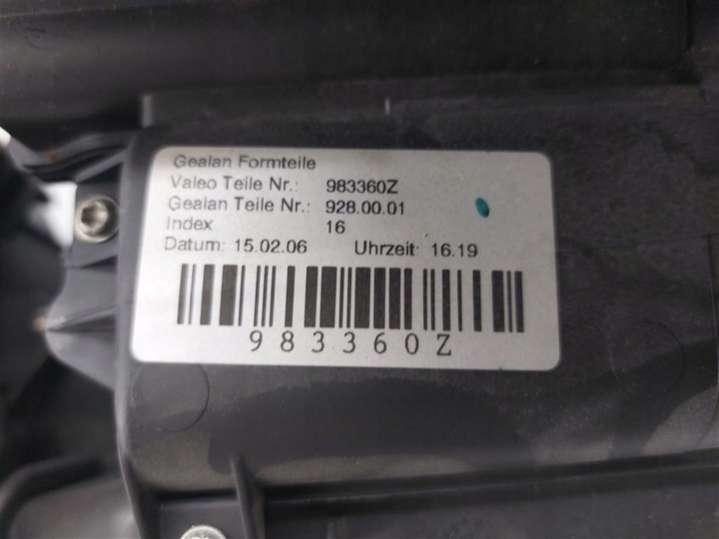 Gealan Formteile
Valeo Teile Nr.: 983360Z
Gealan Teile Nr.: 928.00.01
Index 16
Datum: 15.02.06 Uhrzeit: 16.19
983360Z